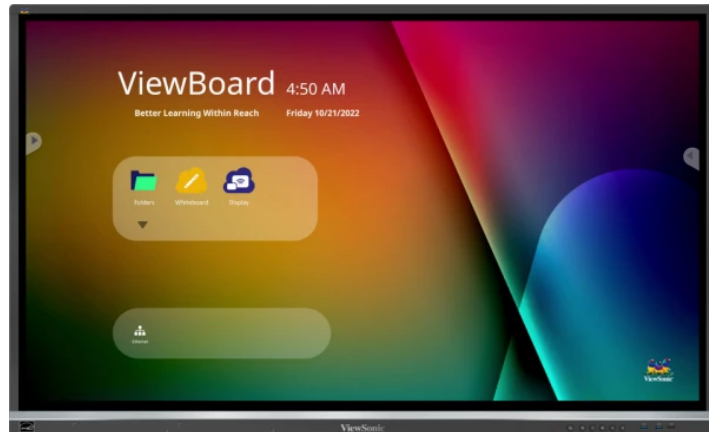 ViewBoard 4:50 AM
Better Learning Within Reach Friday 10/21/2022
Folders Whiteboard Display
Ethernet
ViewSonic
ViewSonic